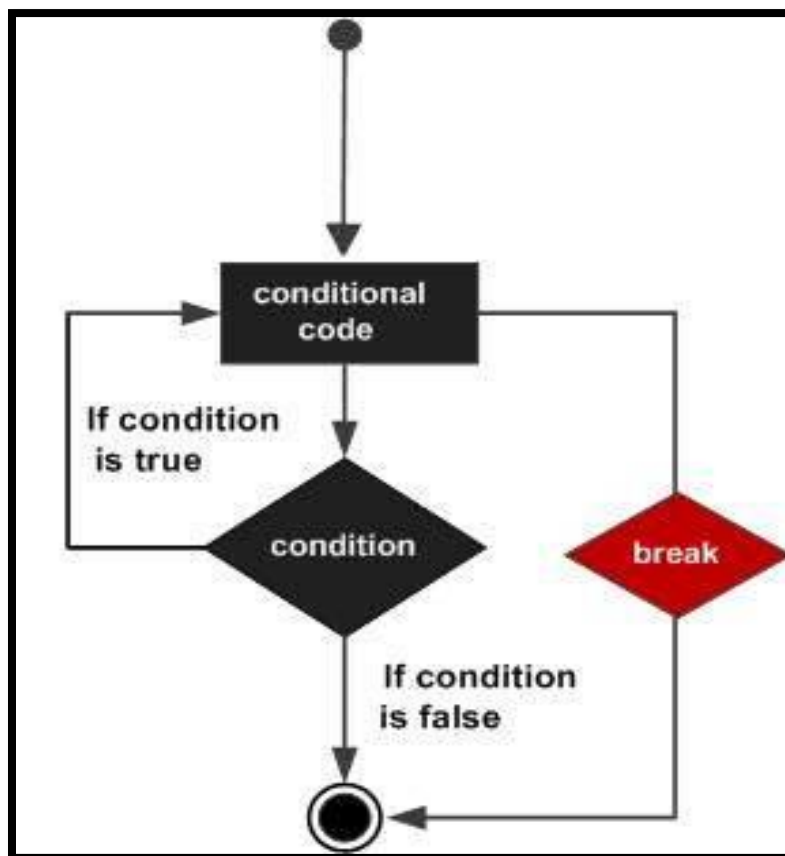 conditional
code
If condition
is true
condition
break
If condition
is false